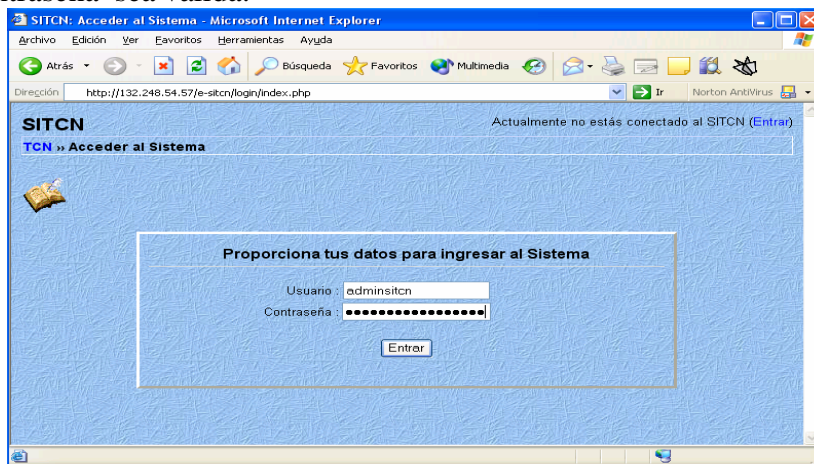 SITCN: Acceder al Sistema - Microsoft Internet Explorer
Archivo Edición Ver Favoritos Herramientas Ayuda
Atrás Búsqueda Favoritos Multimedia
Dirección http://132.248.54.57/e-sitcn/login/index.php Ir Norton AntiVirus
SITCN Actualmente no estás conectado al SITCN (Entrar)
TCN » Acceder al Sistema
Proporciona tus datos para ingresar al Sistema
Usuario : adminsitcn
Contraseña : •••••••••••••••••
Entrar